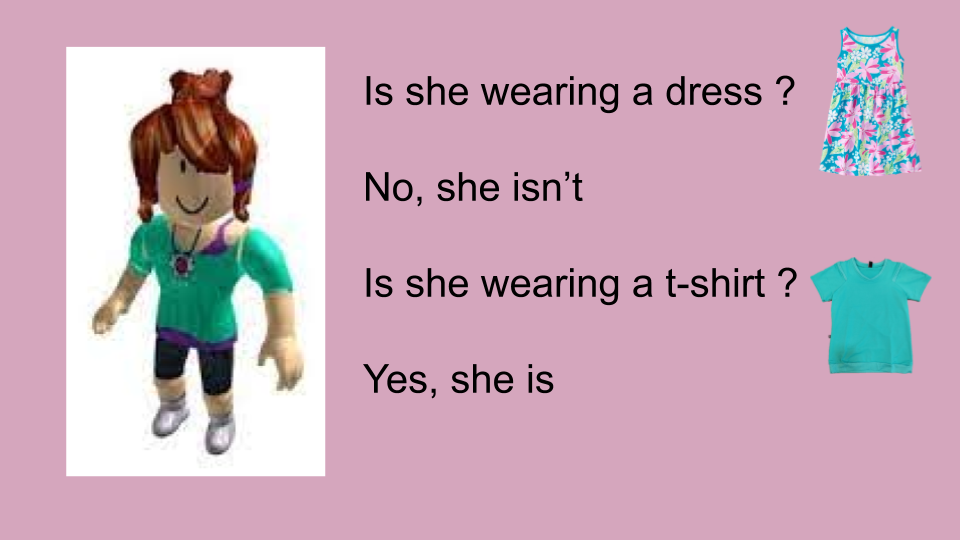 Is she wearing a dress ?
No, she isn’t
Is she wearing a t-shirt ?
Yes, she is